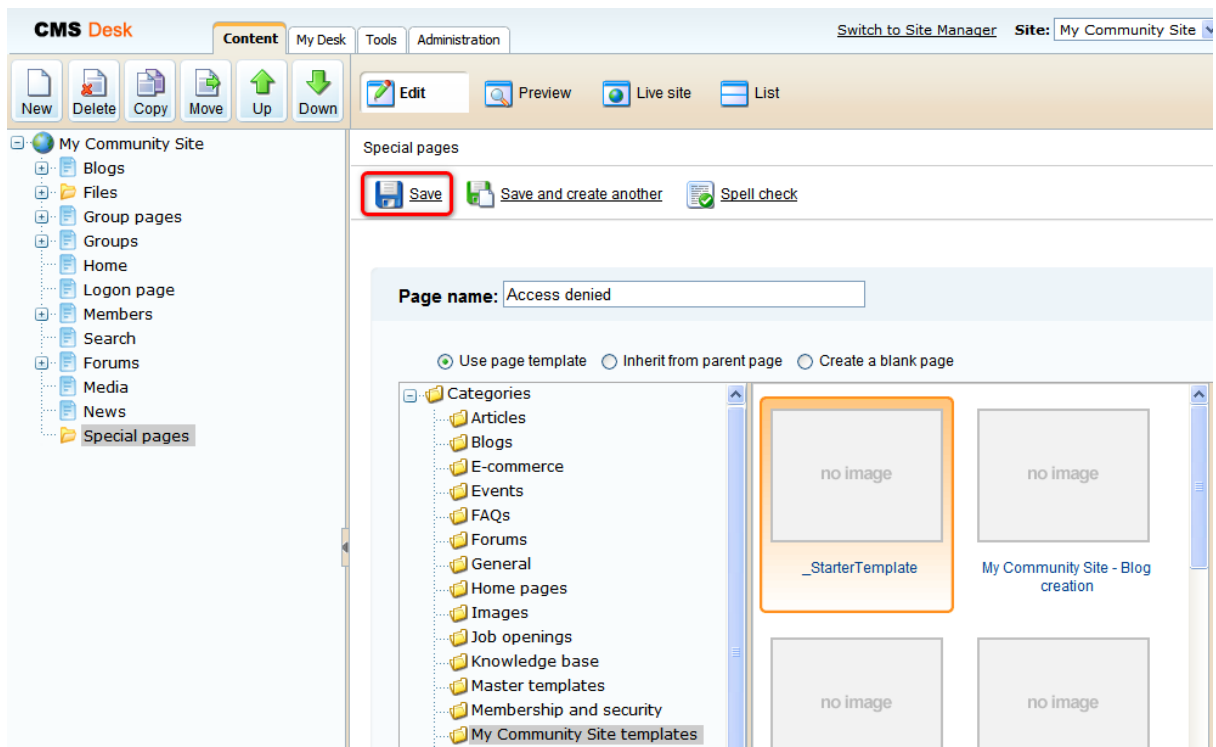 CMS Desk
Content
My Desk
Tools
Administration
Switch to Site Manager
Site: My Community Site
New
Delete
Copy
Move
Up
Down
Edit
Preview
Live site
List
My Community Site
Blogs
Files
Group pages
Groups
Home
Logon page
Members
Search
Forums
Media
News
Special pages
Special pages
Save
Save and create another
Spell check
Page name: Access denied
Use page template
Inherit from parent page
Create a blank page
Categories
Articles
Blogs
E-commerce
Events
FAQs
Forums
General
Home pages
Images
Job openings
Knowledge base
Master templates
Membership and security
My Community Site templates
no image
_StarterTemplate
no image
My Community Site - Blog
creation
no image
no image